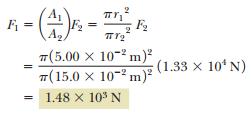 F₁ = (A₁/A₂)F₂ = πr₁²/πr₂² F₂
= π(5.00 × 10⁻² m)²/π(15.0 × 10⁻² m)² (1.33 × 10⁴ N)
= 1.48 × 10³ N